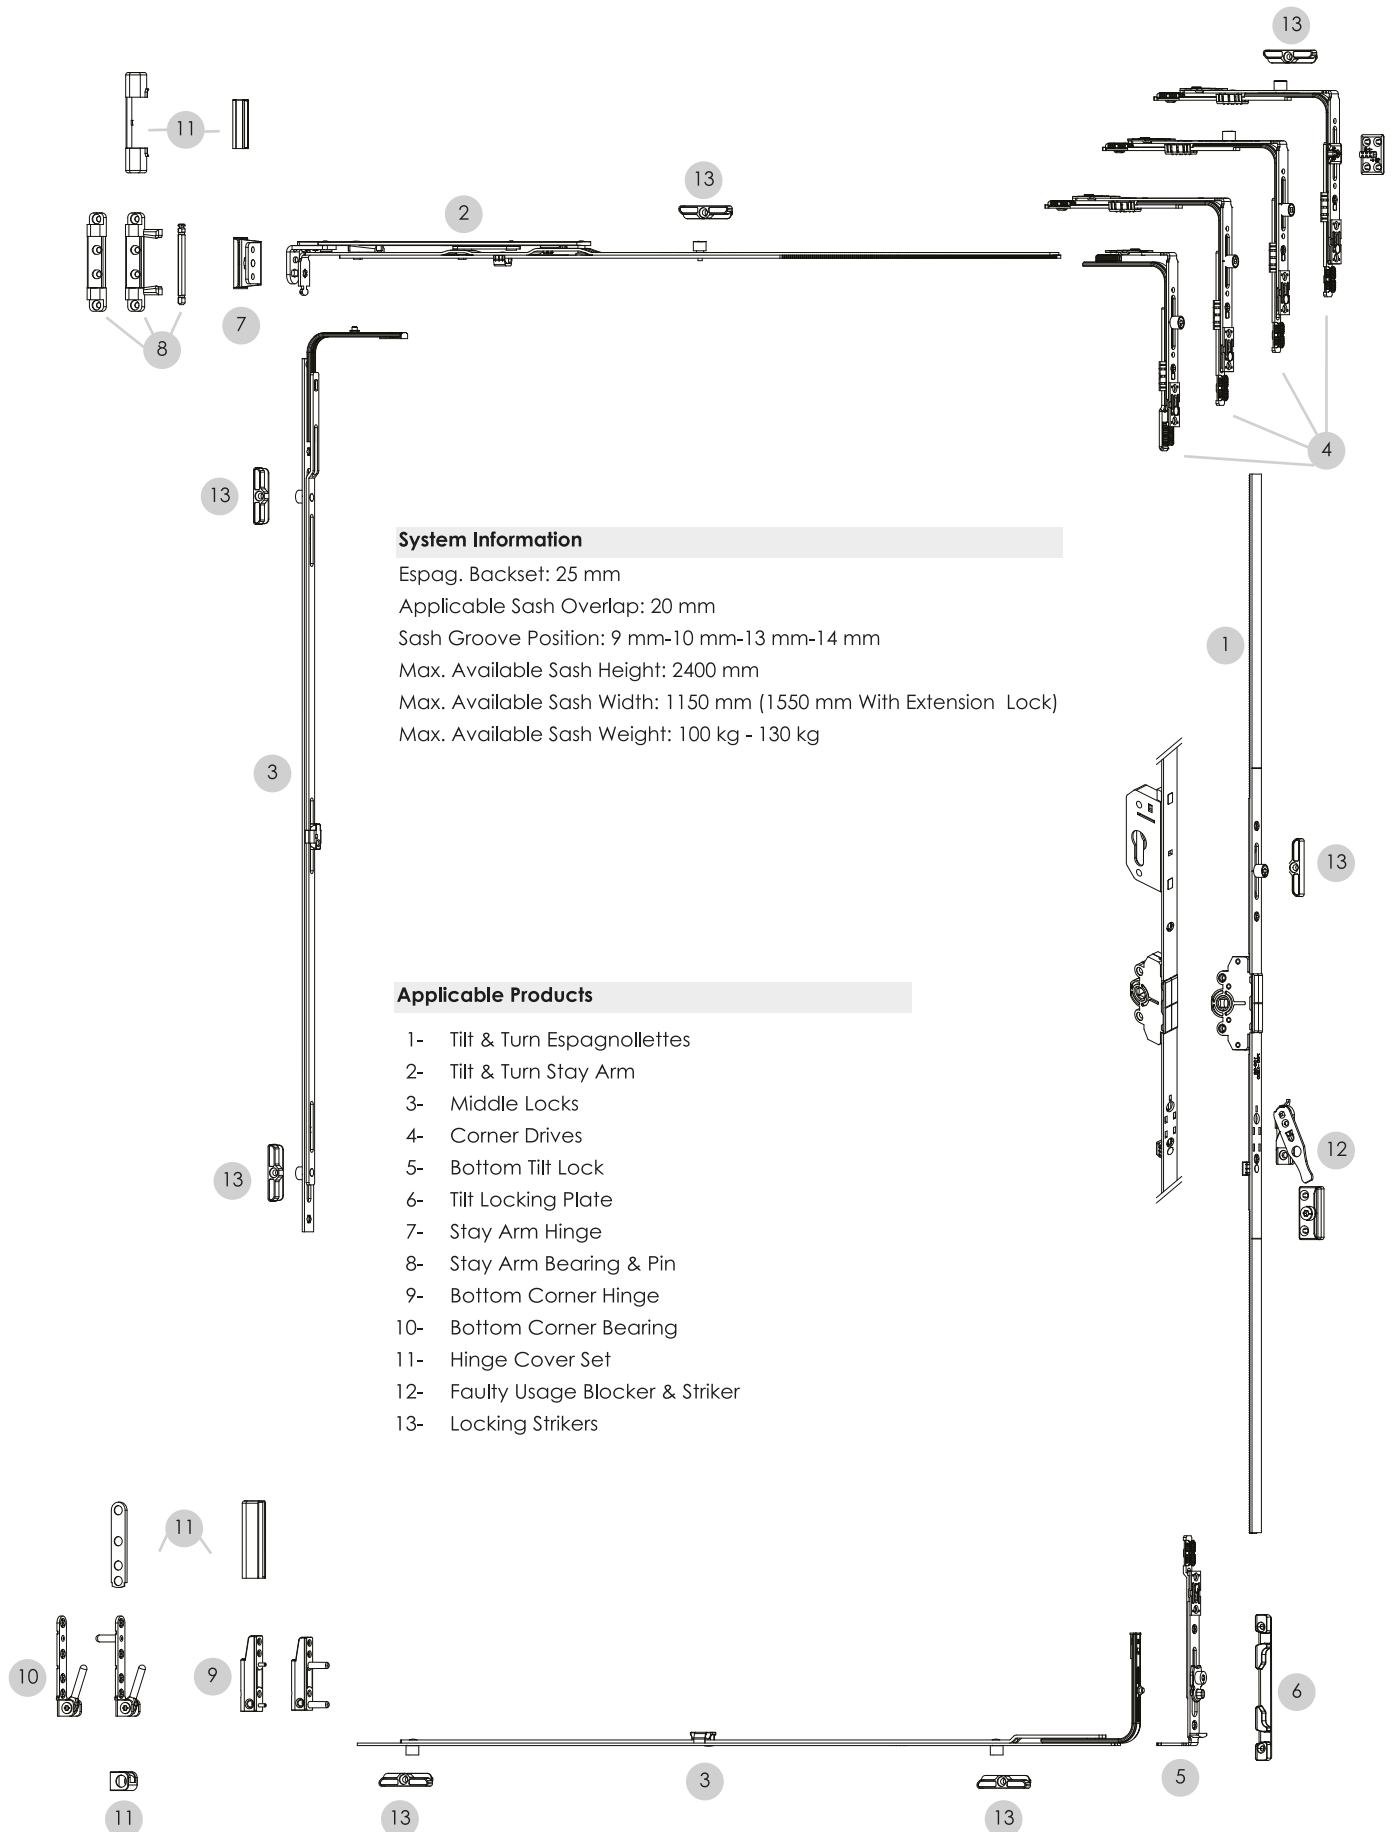 13
11
13
2
7
8
4
13
System Information
Espag. Backset: 25 mm
Applicable Sash Overlap: 20 mm
Sash Groove Position: 9 mm-10 mm-13 mm-14 mm
Max. Available Sash Height: 2400 mm
Max. Available Sash Width: 1150 mm (1550 mm With Extension Lock)
Max. Available Sash Weight: 100 kg - 130 kg
1
3
13
Applicable Products
1- Tilt & Turn Espagnollettes
2- Tilt & Turn Stay Arm
3- Middle Locks
4- Corner Drives
5- Bottom Tilt Lock
6- Tilt Locking Plate
7- Stay Arm Hinge
8- Stay Arm Bearing & Pin
9- Bottom Corner Hinge
10- Bottom Corner Bearing
11- Hinge Cover Set
12- Faulty Usage Blocker & Striker
13- Locking Strikers
12
13
11
10
9
6
3
5
11
13
13